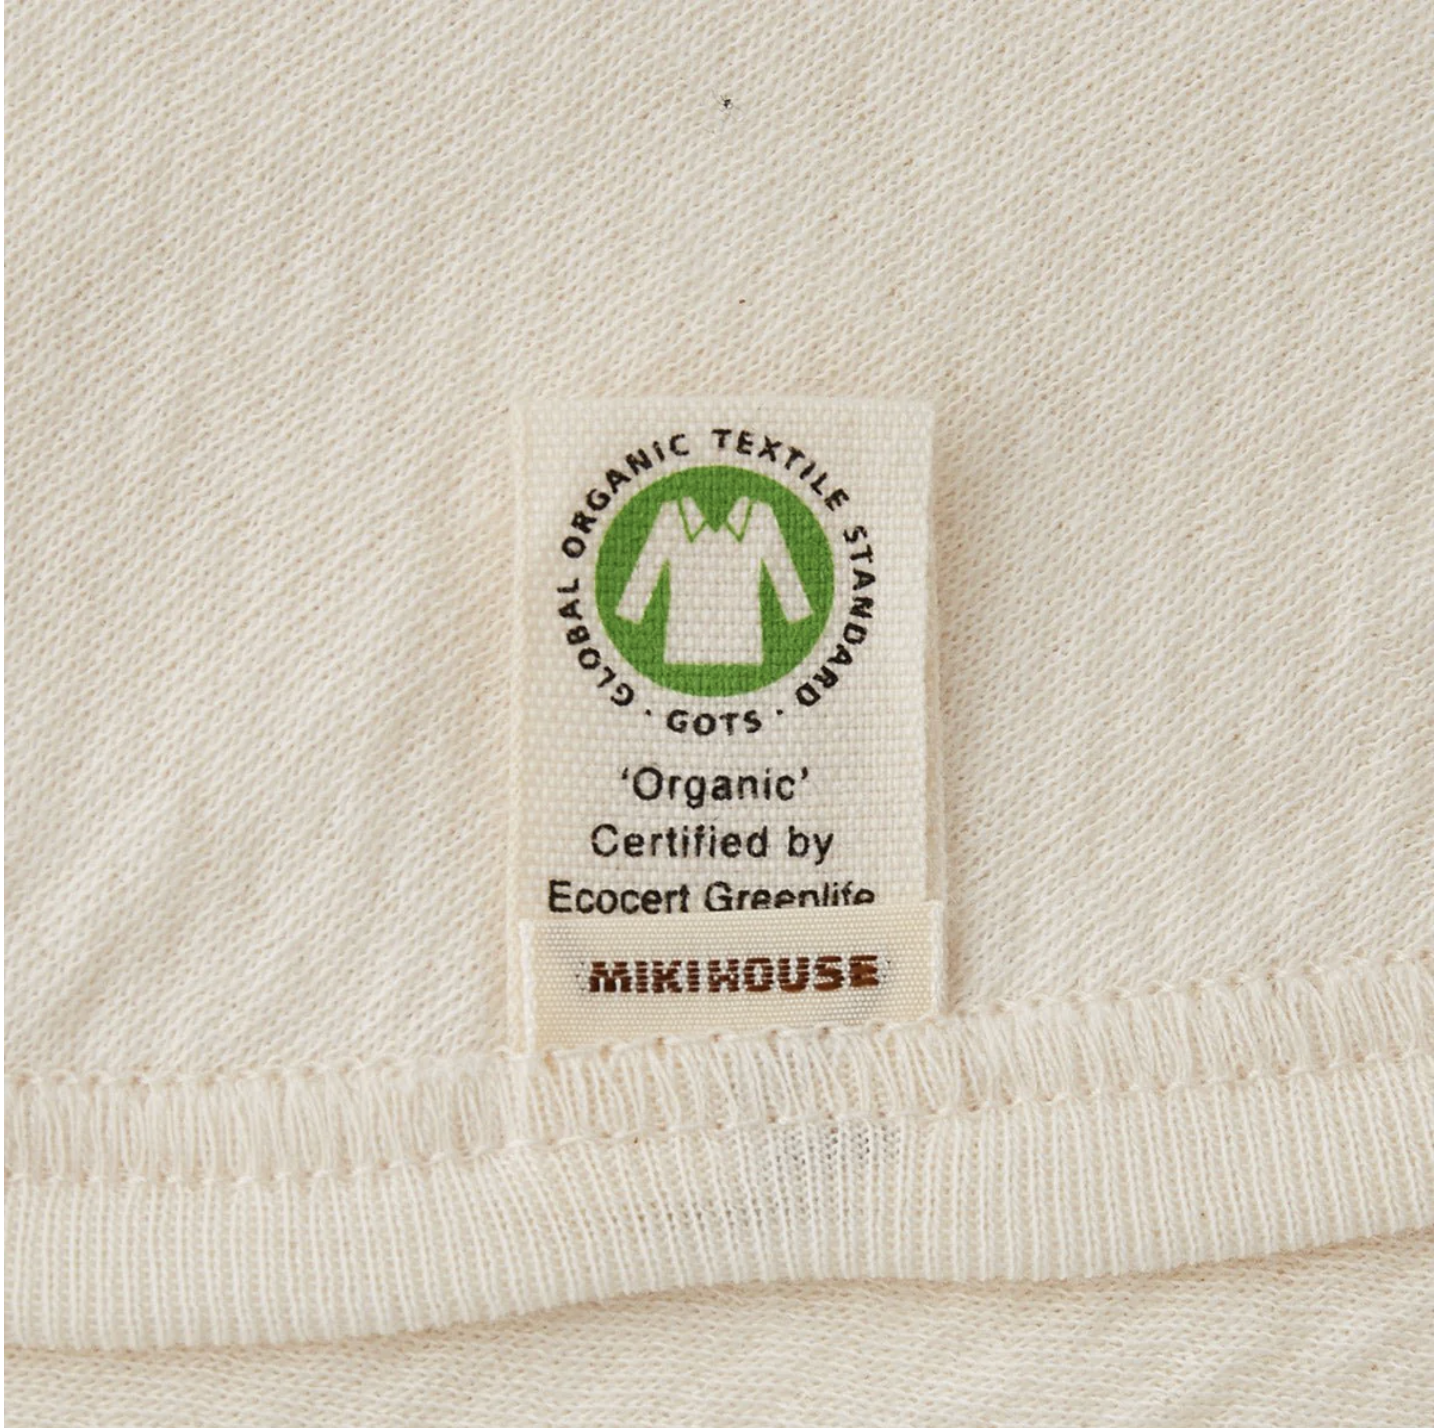 GLOBAL ORGANIC TEXTILE STANDARD
· GOTS ·
‘Organic’
Certified by
Ecocert Greenlife
MIKIHOUSE